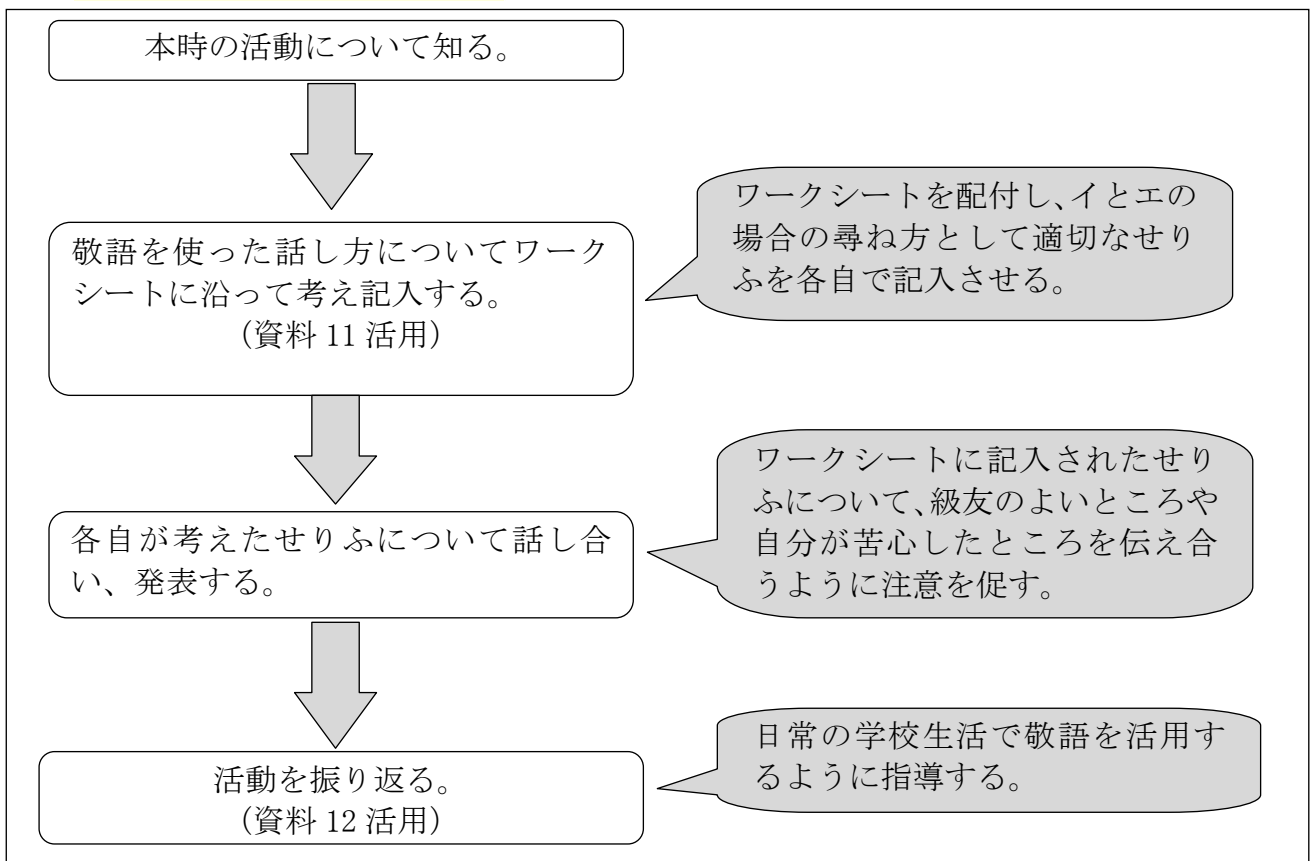 本時の活動について知る。
ワークシートを配付し、イとエの
場合の尋ね方として適切なせり
ふを各自で記入させる。
敬語を使った話し方についてワーク
シートに沿って考え記入する。
（資料 11 活用）
ワークシートに記入されたせり
ふについて、級友のよいところや
自分が苦心したところを伝え合
うように注意を促す。
各自が考えたせりふについて話し合
い、発表する。
日常の学校生活で敬語を活用す
るように指導する。
活動を振り返る。
（資料 12 活用）